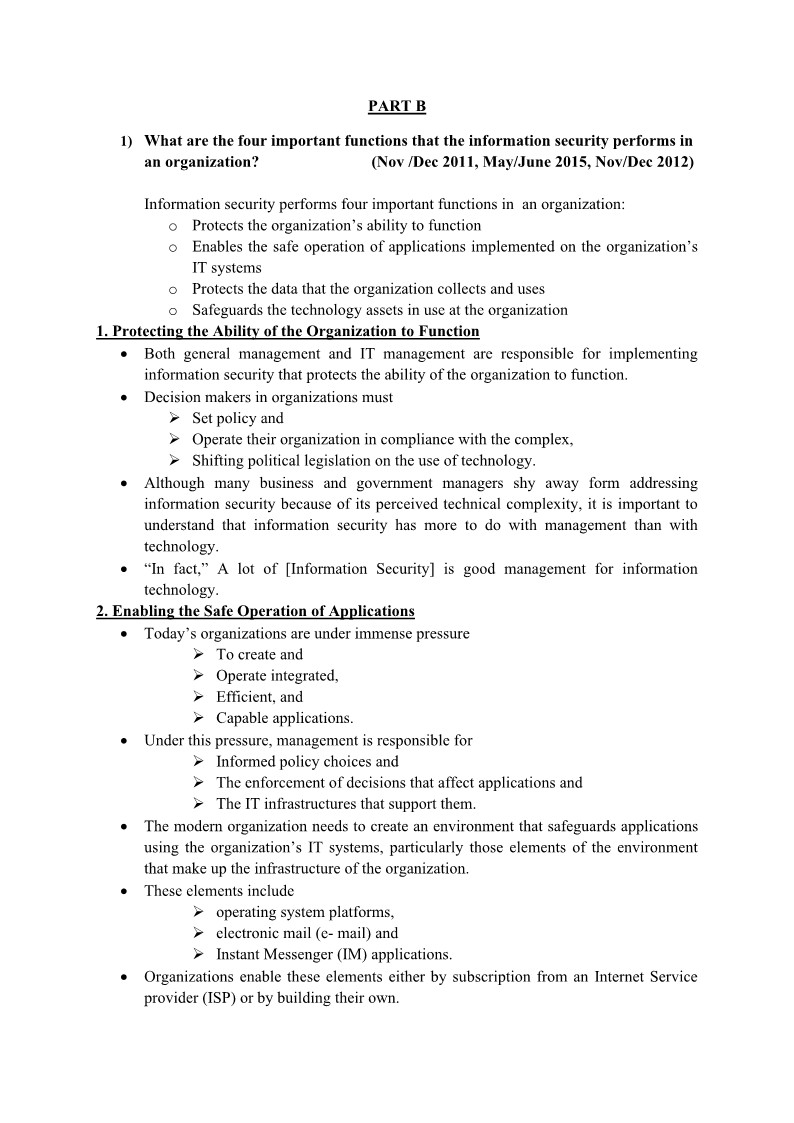 PART B
1) What are the four important functions that the information security performs in
an organization? (Nov /Dec 2011, May/June 2015, Nov/Dec 2012)
Information security performs four important functions in an organization:
o Protects the organization’s ability to function
o Enables the safe operation of applications implemented on the organization’s
IT systems
o Protects the data that the organization collects and uses
o Safeguards the technology assets in use at the organization
1. Protecting the Ability of the Organization to Function
• Both general management and IT management are responsible for implementing
information security that protects the ability of the organization to function.
• Decision makers in organizations must
➢ Set policy and
➢ Operate their organization in compliance with the complex,
➢ Shifting political legislation on the use of technology.
• Although many business and government managers shy away form addressing
information security because of its perceived technical complexity, it is important to
understand that information security has more to do with management than with
technology.
• “In fact,” A lot of [Information Security] is good management for information
technology.
2. Enabling the Safe Operation of Applications
• Today’s organizations are under immense pressure
➢ To create and
➢ Operate integrated,
➢ Efficient, and
➢ Capable applications.
• Under this pressure, management is responsible for
➢ Informed policy choices and
➢ The enforcement of decisions that affect applications and
➢ The IT infrastructures that support them.
• The modern organization needs to create an environment that safeguards applications
using the organization’s IT systems, particularly those elements of the environment
that make up the infrastructure of the organization.
• These elements include
➢ operating system platforms,
➢ electronic mail (e- mail) and
➢ Instant Messenger (IM) applications.
• Organizations enable these elements either by subscription from an Internet Service
provider (ISP) or by building their own.